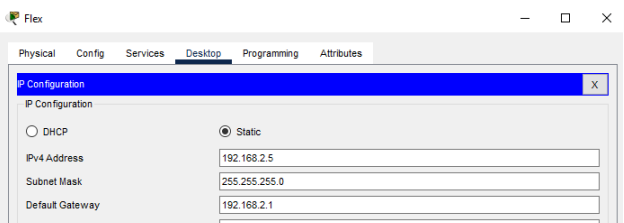 Flex
Physical Config Services Desktop Programming Attributes
IP Configuration X
IP Configuration
DHCP Static
IPv4 Address 192.168.2.5
Subnet Mask 255.255.255.0
Default Gateway 192.168.2.1